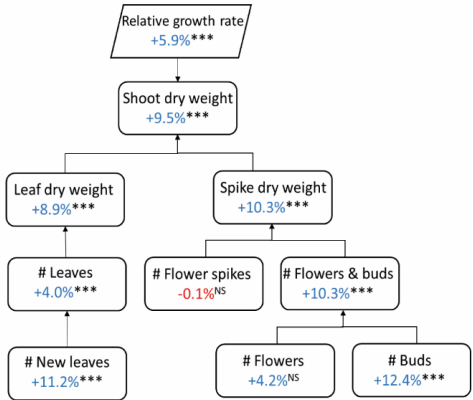 Relative growth rate
+5.9%***
Shoot dry weight
+9.5%***
Leaf dry weight
+8.9%***
Spike dry weight
+10.3%***
# Leaves
+4.0%***
# Flower spikes
-0.1%NS
# Flowers & buds
+10.3%***
# New leaves
+11.2%***
# Flowers
+4.2%NS
# Buds
+12.4%***